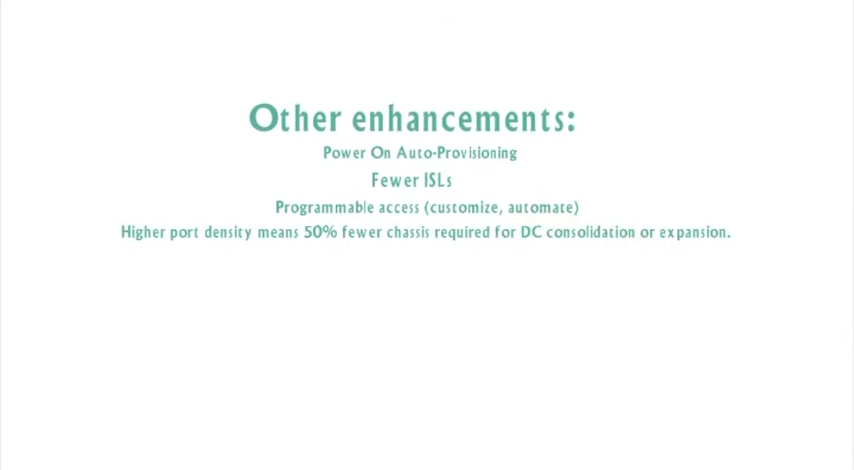 Other enhancements:
Power On Auto-Provisioning
Fewer ISLs
Programmable access (customize, automate)
Higher port density means 50% fewer chassis required for DC consolidation or expansion.